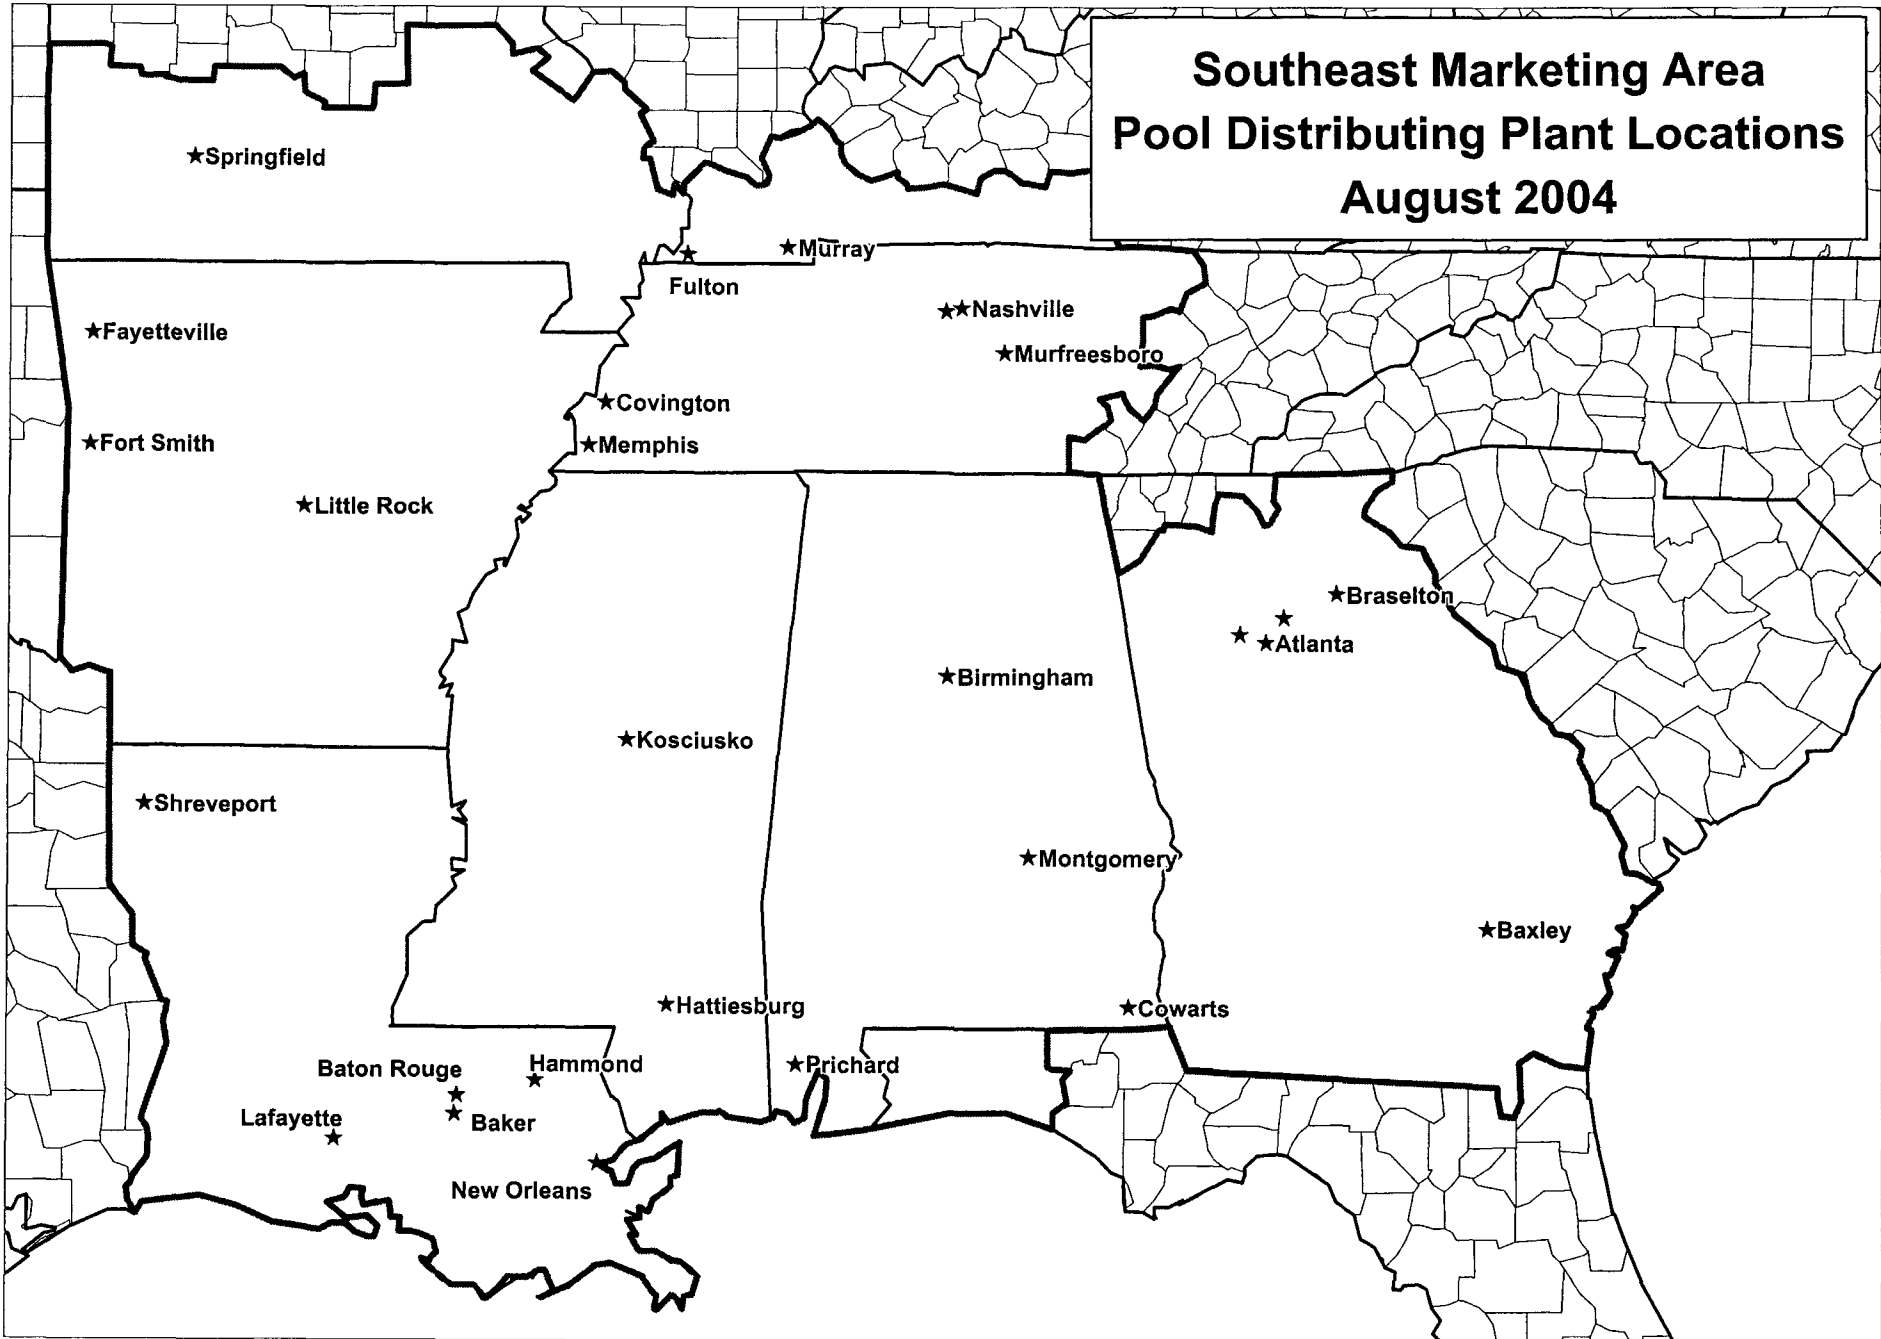 Southeast Marketing Area
Pool Distributing Plant Locations
August 2004
★Springfield
★Murray
Fulton
★★Nashville
★Fayetteville
★Murfreesboro
★Covington
★Fort Smith
★Memphis
★Little Rock
★Braselton
★Atlanta
★Birmingham
★Kosciusko
★Shreveport
★Montgomery
★Baxley
★Hattiesburg
★Cowarts
Baton Rouge
Hammond
★Prichard
Lafayette
Baker
New Orleans